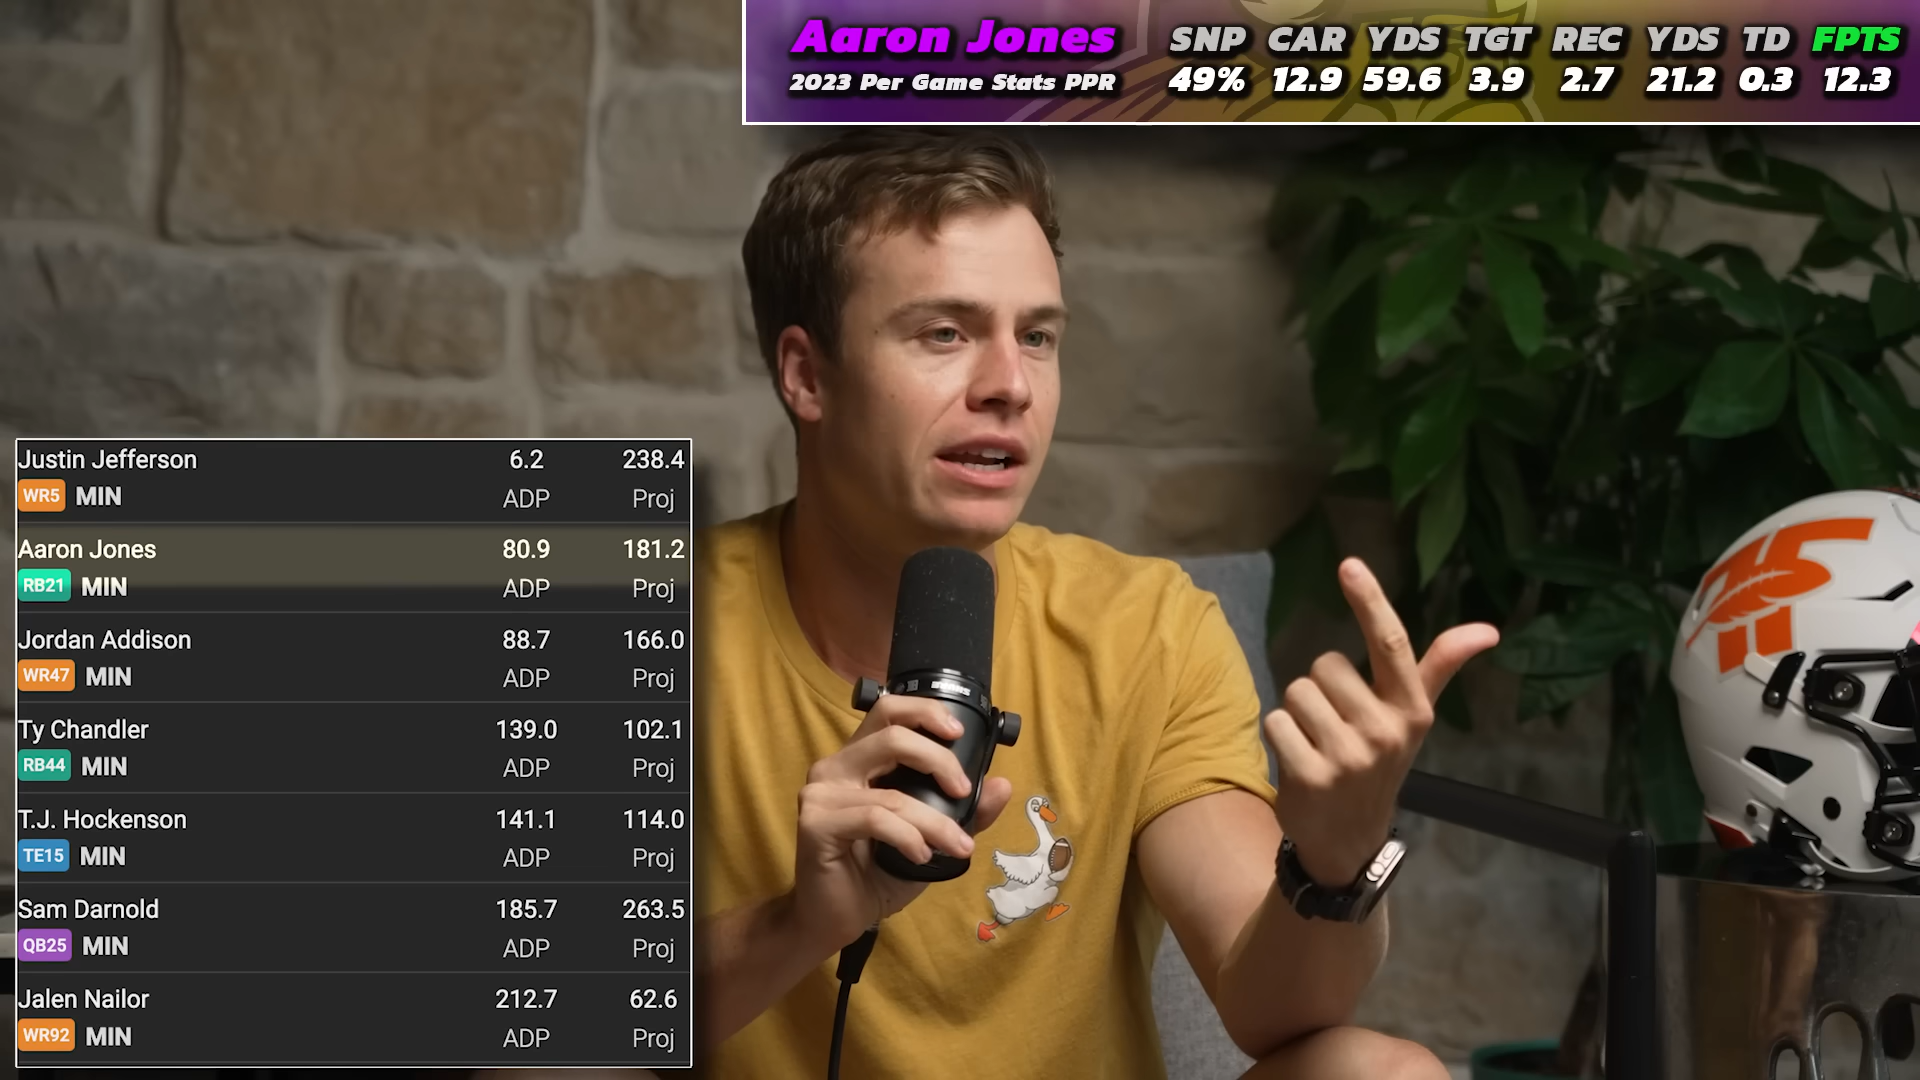 Aaron Jones SNP CAR YDS TGT REC YDS TD FPTS
2023 Per Game Stats PPR 49% 12.9 59.6 3.9 2.7 21.2 0.3 12.3
Justin Jefferson 6.2 238.4
WR5 MIN ADP Proj
Aaron Jones 80.9 181.2
RB21 MIN ADP Proj
Jordan Addison 88.7 166.0
WR47 MIN ADP Proj
Ty Chandler 139.0 102.1
RB44 MIN ADP Proj
T.J. Hockenson 141.1 114.0
TE15 MIN ADP Proj
Sam Darnold 185.7 263.5
QB25 MIN ADP Proj
Jalen Nailor 212.7 62.6
WR92 MIN ADP Proj